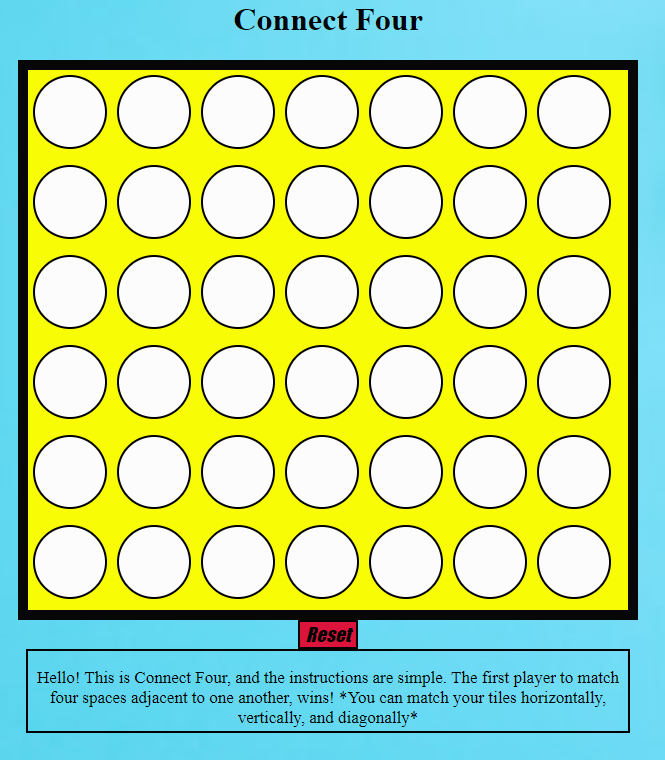 Connect Four
Reset
Hello! This is Connect Four, and the instructions are simple. The first player to match
four spaces adjacent to one another, wins! *You can match your tiles horizontally,
vertically, and diagonally*